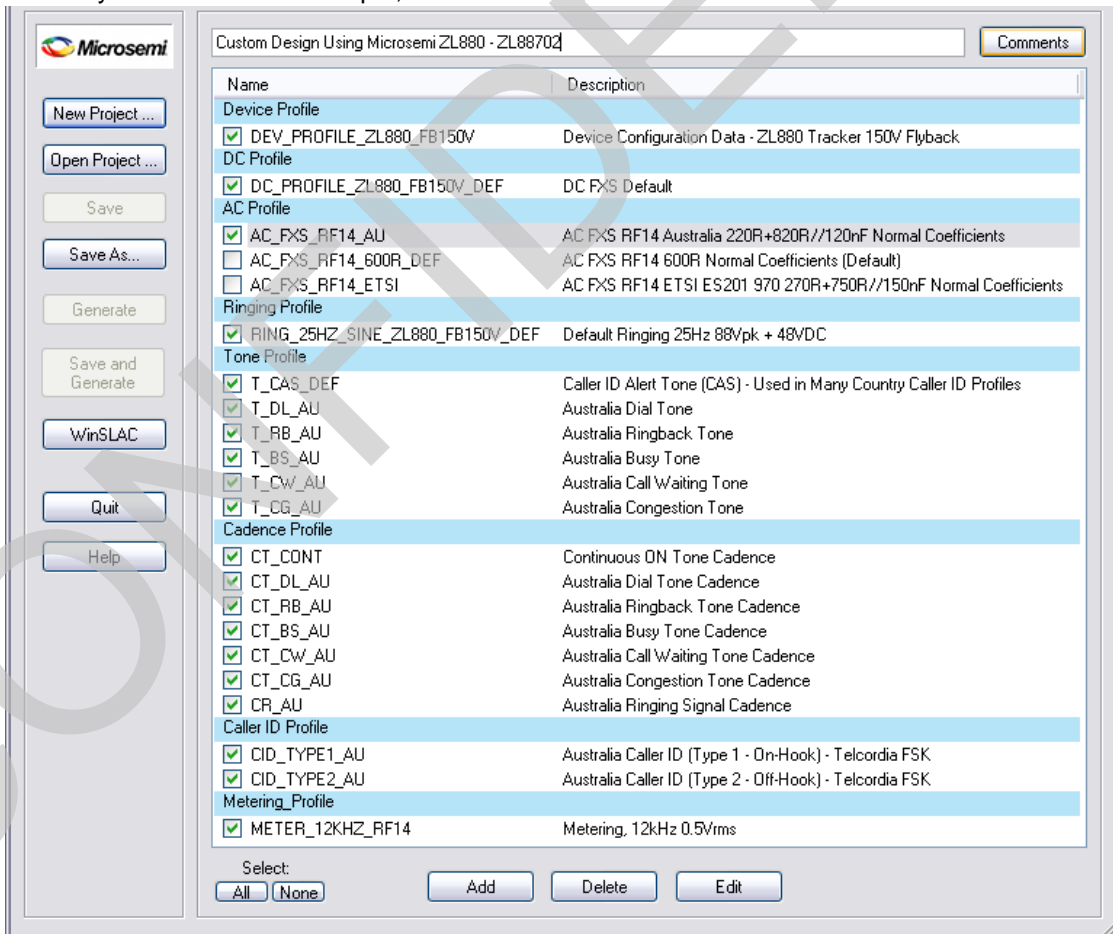 Microsemi
Custom Design Using Microsemi ZL880 - ZL88702
Comments
New Project ...
Open Project ...
Save
Save As...
Generate
Save and
Generate
WinSLAC
Quit
Help
Name Description
Device Profile
DEV_PROFILE_ZL880_FB150V Device Configuration Data - ZL880 Tracker 150V Flyback
DC Profile
DC_PROFILE_ZL880_FB150V_DEF DC FXS Default
AC Profile
AC_FXS_RF14_AU AC FXS RF14 Australia 220R+820R//120nF Normal Coefficients
AC_FXS_RF14_600R_DEF AC FXS RF14 600R Normal Coefficients (Default)
AC_FXS_RF14_ETSI AC FXS RF14 ETSI ES201 970 270R+750R//150nF Normal Coefficients
Ringing Profile
RING_25HZ_SINE_ZL880_FB150V_DEF Default Ringing 25Hz 88Vpk + 48VDC
Tone Profile
T_CAS_DEF Caller ID Alert Tone (CAS) - Used in Many Country Caller ID Profiles
T_DL_AU Australia Dial Tone
T_RB_AU Australia Ringback Tone
T_BS_AU Australia Busy Tone
T_CW_AU Australia Call Waiting Tone
T_CG_AU Australia Congestion Tone
Cadence Profile
CT_CONT Continuous ON Tone Cadence
CT_DL_AU Australia Dial Tone Cadence
CT_RB_AU Australia Ringback Tone Cadence
CT_BS_AU Australia Busy Tone Cadence
CT_CW_AU Australia Call Waiting Tone Cadence
CT_CG_AU Australia Congestion Tone Cadence
CR_AU Australia Ringing Signal Cadence
Caller ID Profile
CID_TYPE1_AU Australia Caller ID (Type 1 - On-Hook) - Telcordia FSK
CID_TYPE2_AU Australia Caller ID (Type 2 - Off-Hook) - Telcordia FSK
Metering_Profile
METER_12KHZ_RF14 Metering, 12kHz 0.5Vrms
Select:
All None Add Delete Edit